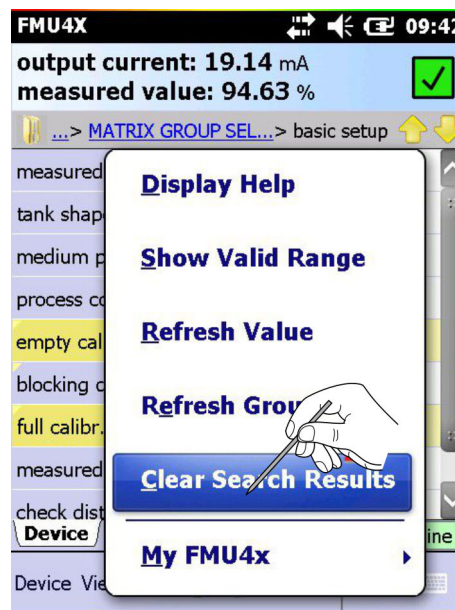 FMU4X 09:42
output current: 19.14 mA
measured value: 94.63 %
...> MATRIX GROUP SEL...> basic setup
measured
tank shap
medium p
process co
empty cal
blocking d
full calibr.
measured
check dist
Display Help
Show Valid Range
Refresh Value
Refresh Grou
Clear Search Results
My FMU4x
Device ine
Device Vie